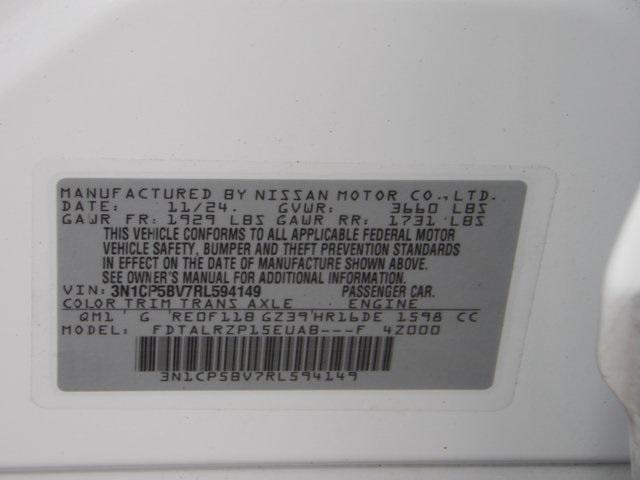 MANUFACTURED BY NISSAN MOTOR CO., LTD.
DATE: 11/24. GVWR: 3660 LBS
GAWR FR: 1929 LBS GAWR RR: 1731 LBS
THIS VEHICLE CONFORMS TO ALL APPLICABLE FEDERAL MOTOR
VEHICLE SAFETY, BUMPER AND THEFT PREVENTION STANDARDS
IN EFFECT ON THE DATE OF MANUFACTURE SHOWN ABOVE.
SEE OWNER'S MANUAL FOR ADDITIONAL INFORMATION.
VIN: 3N1CP5BV7RL594149 PASSENGER CAR.
COLOR TRIM TRANS AXLE ENGINE
QM1 G RE0F11B GZ39 HR16DE 1598 CC
MODEL: FDTALRZP15EUAB---F 4Z000
3N1CP5BV7RL594149